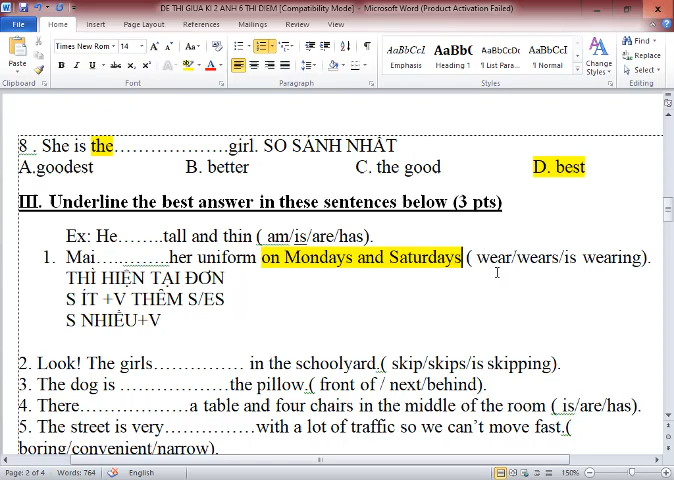 DE THI GIUA KI 2 ANH 6 THI DIEM [Compatibility Mode] - Microsoft Word (Product Activation Failed)
File Home Insert Page Layout References Mailings Review View
Paste
Clipboard
Times New Rom 14
Font
Paragraph
AaBbCcI AaBbC AaBbCcDc AaBbCcI
Emphasis Heading 1 ¶ List Para... ¶ Normal
Change Styles
Styles
Find
Replace
Select
Editing
8 . She is the……………….girl. SO SÁNH NHẤT
A.goodest B. better C. the good D. best
III. Underline the best answer in these sentences below (3 pts)
Ex: He……..tall and thin ( am/is/are/has).
1. Mai…..……..her uniform on Mondays and Saturdays ( wear/wears/is wearing).
THÌ HIỆN TẠI ĐƠN
S ÍT +V THÊM S/ES
S NHIỀU+V
2. Look! The girls…………… in the schoolyard.( skip/skips/is skipping).
3. The dog is ……………….the pillow.( front of / next/behind).
4. There……………….a table and four chairs in the middle of the room ( is/are/has).
5. The street is very………………with a lot of traffic so we can’t move fast.(
boring/convenient/narrow).
Page: 2 of 4 Words: 764 English 150%